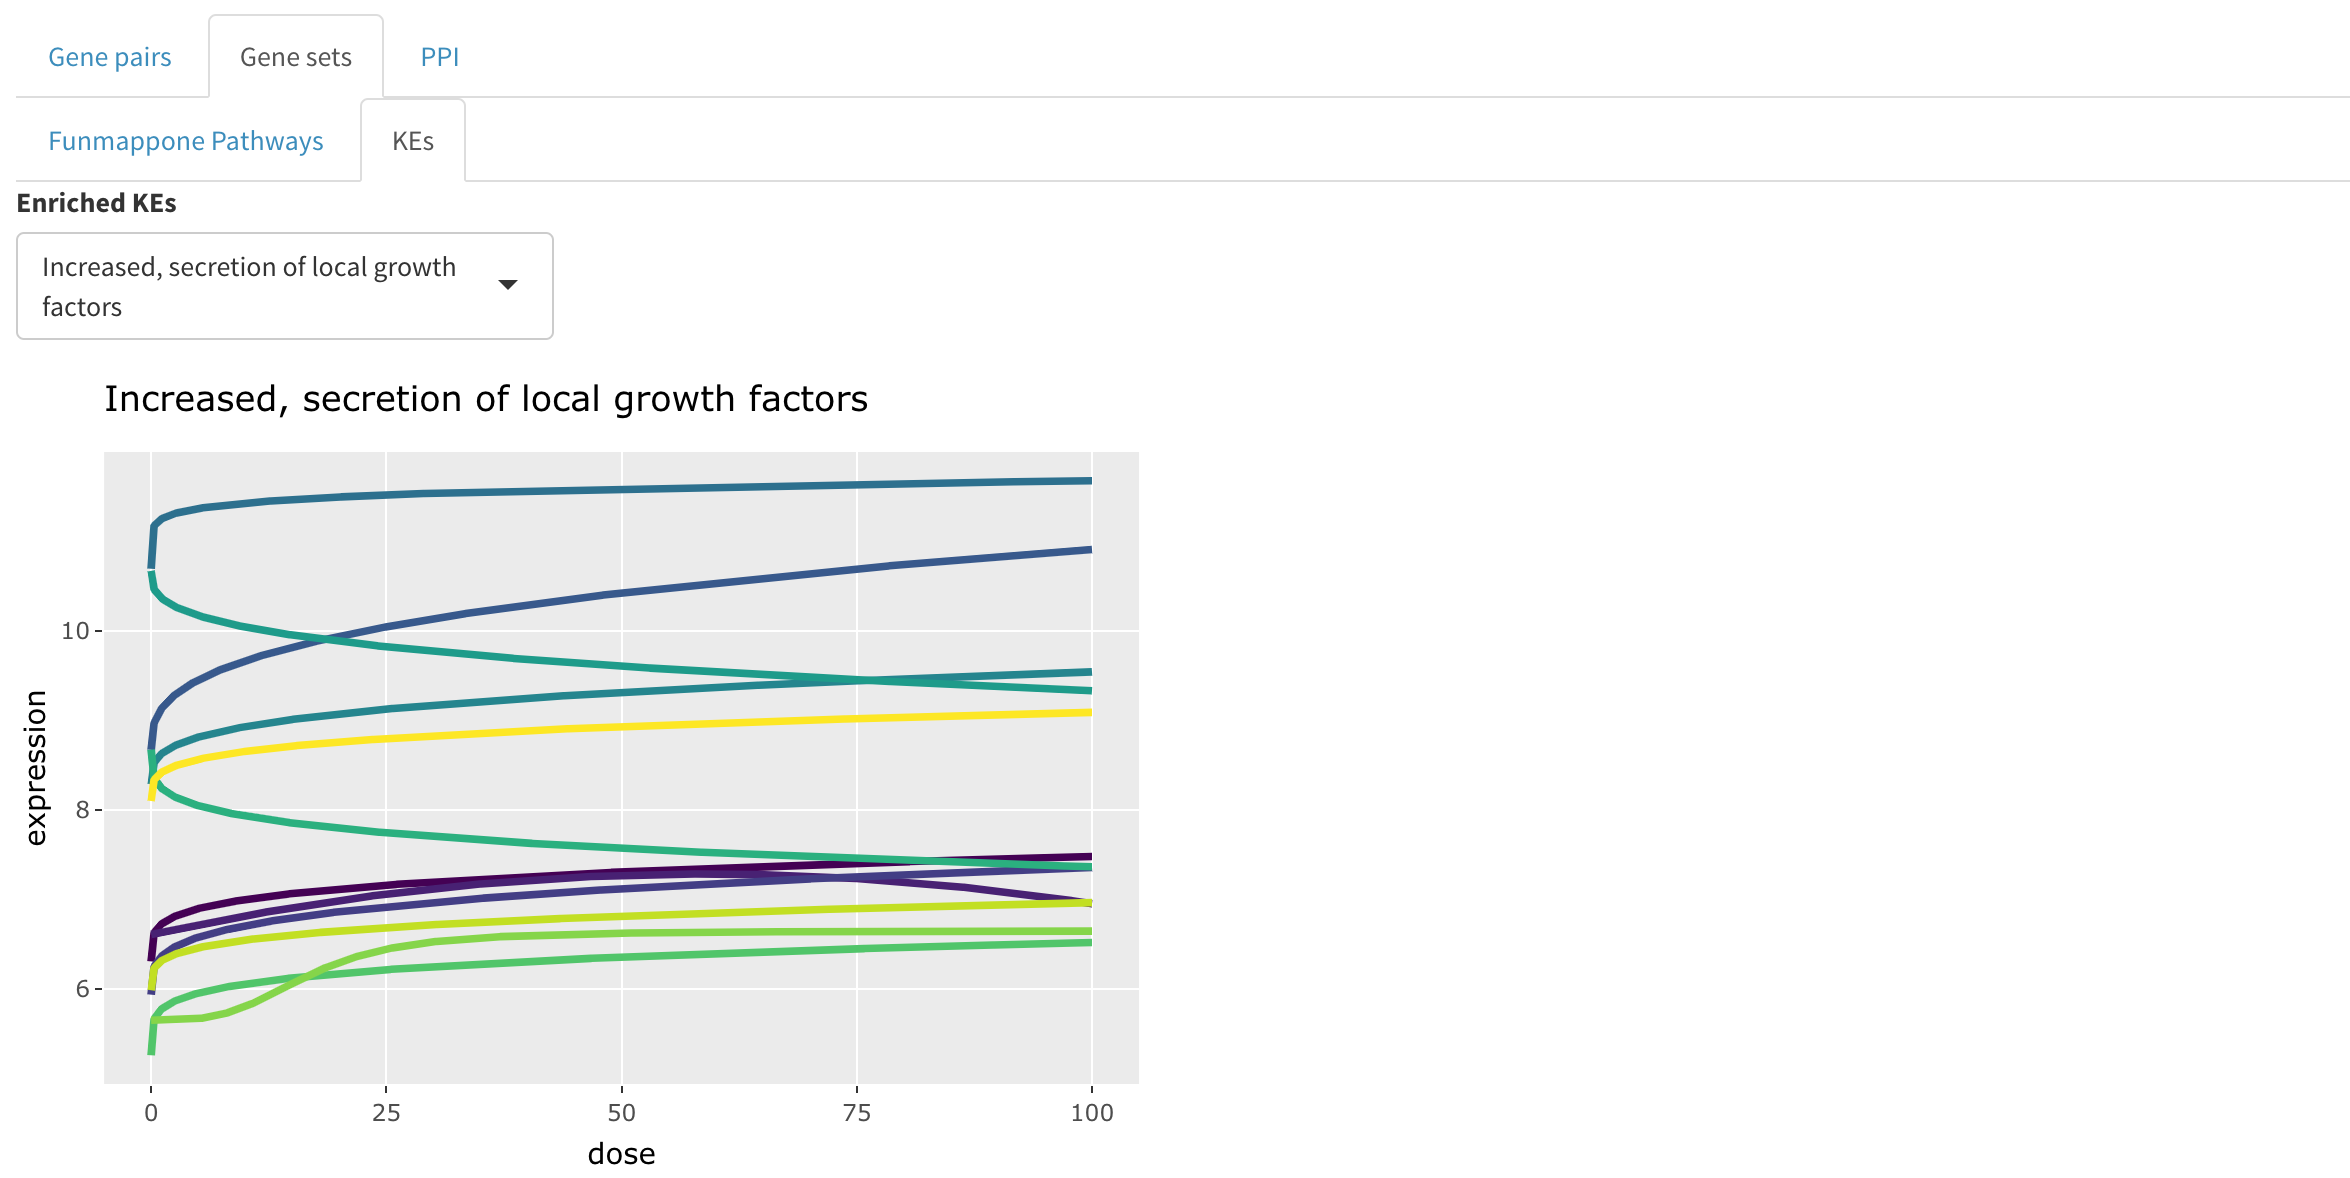 Gene pairs
Gene sets
PPI
Funmappone Pathways
KEs
Enriched KEs
Increased, secretion of local growth
factors
Increased, secretion of local growth factors
expression
10
8
6
0
25
50
75
100
dose